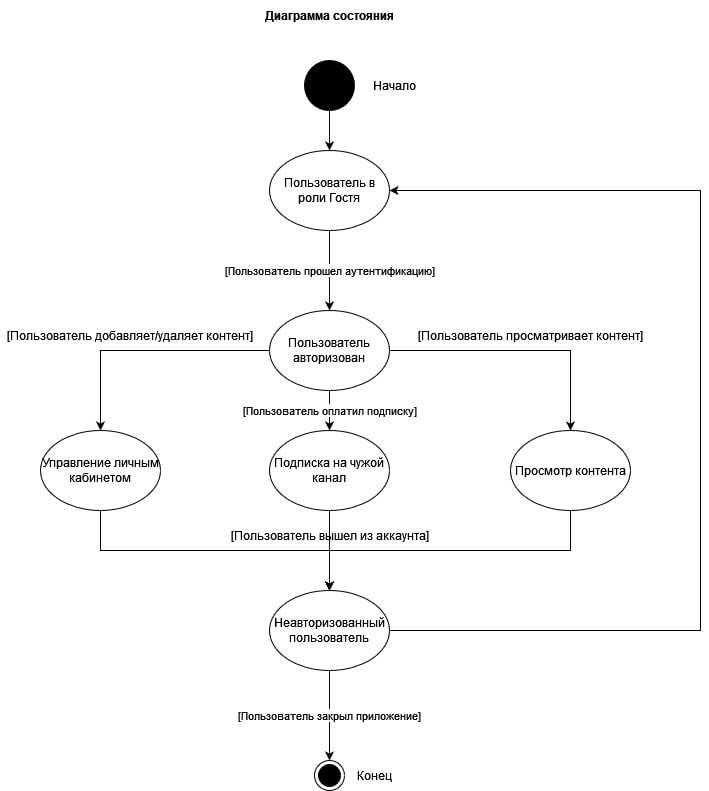 Диаграмма состояния
Начало
Пользователь в
роли Гостя
[Пользователь прошел аутентификацию]
[Пользователь добавляет/удаляет контент]
Пользователь
авторизован
[Пользователь просматривает контент]
[Пользователь оплатил подписку]
Управление личным
кабинетом
Подписка на чужой
канал
Просмотр контента
[Пользователь вышел из аккаунта]
Неавторизованный
пользователь
[Пользователь закрыл приложение]
Конец